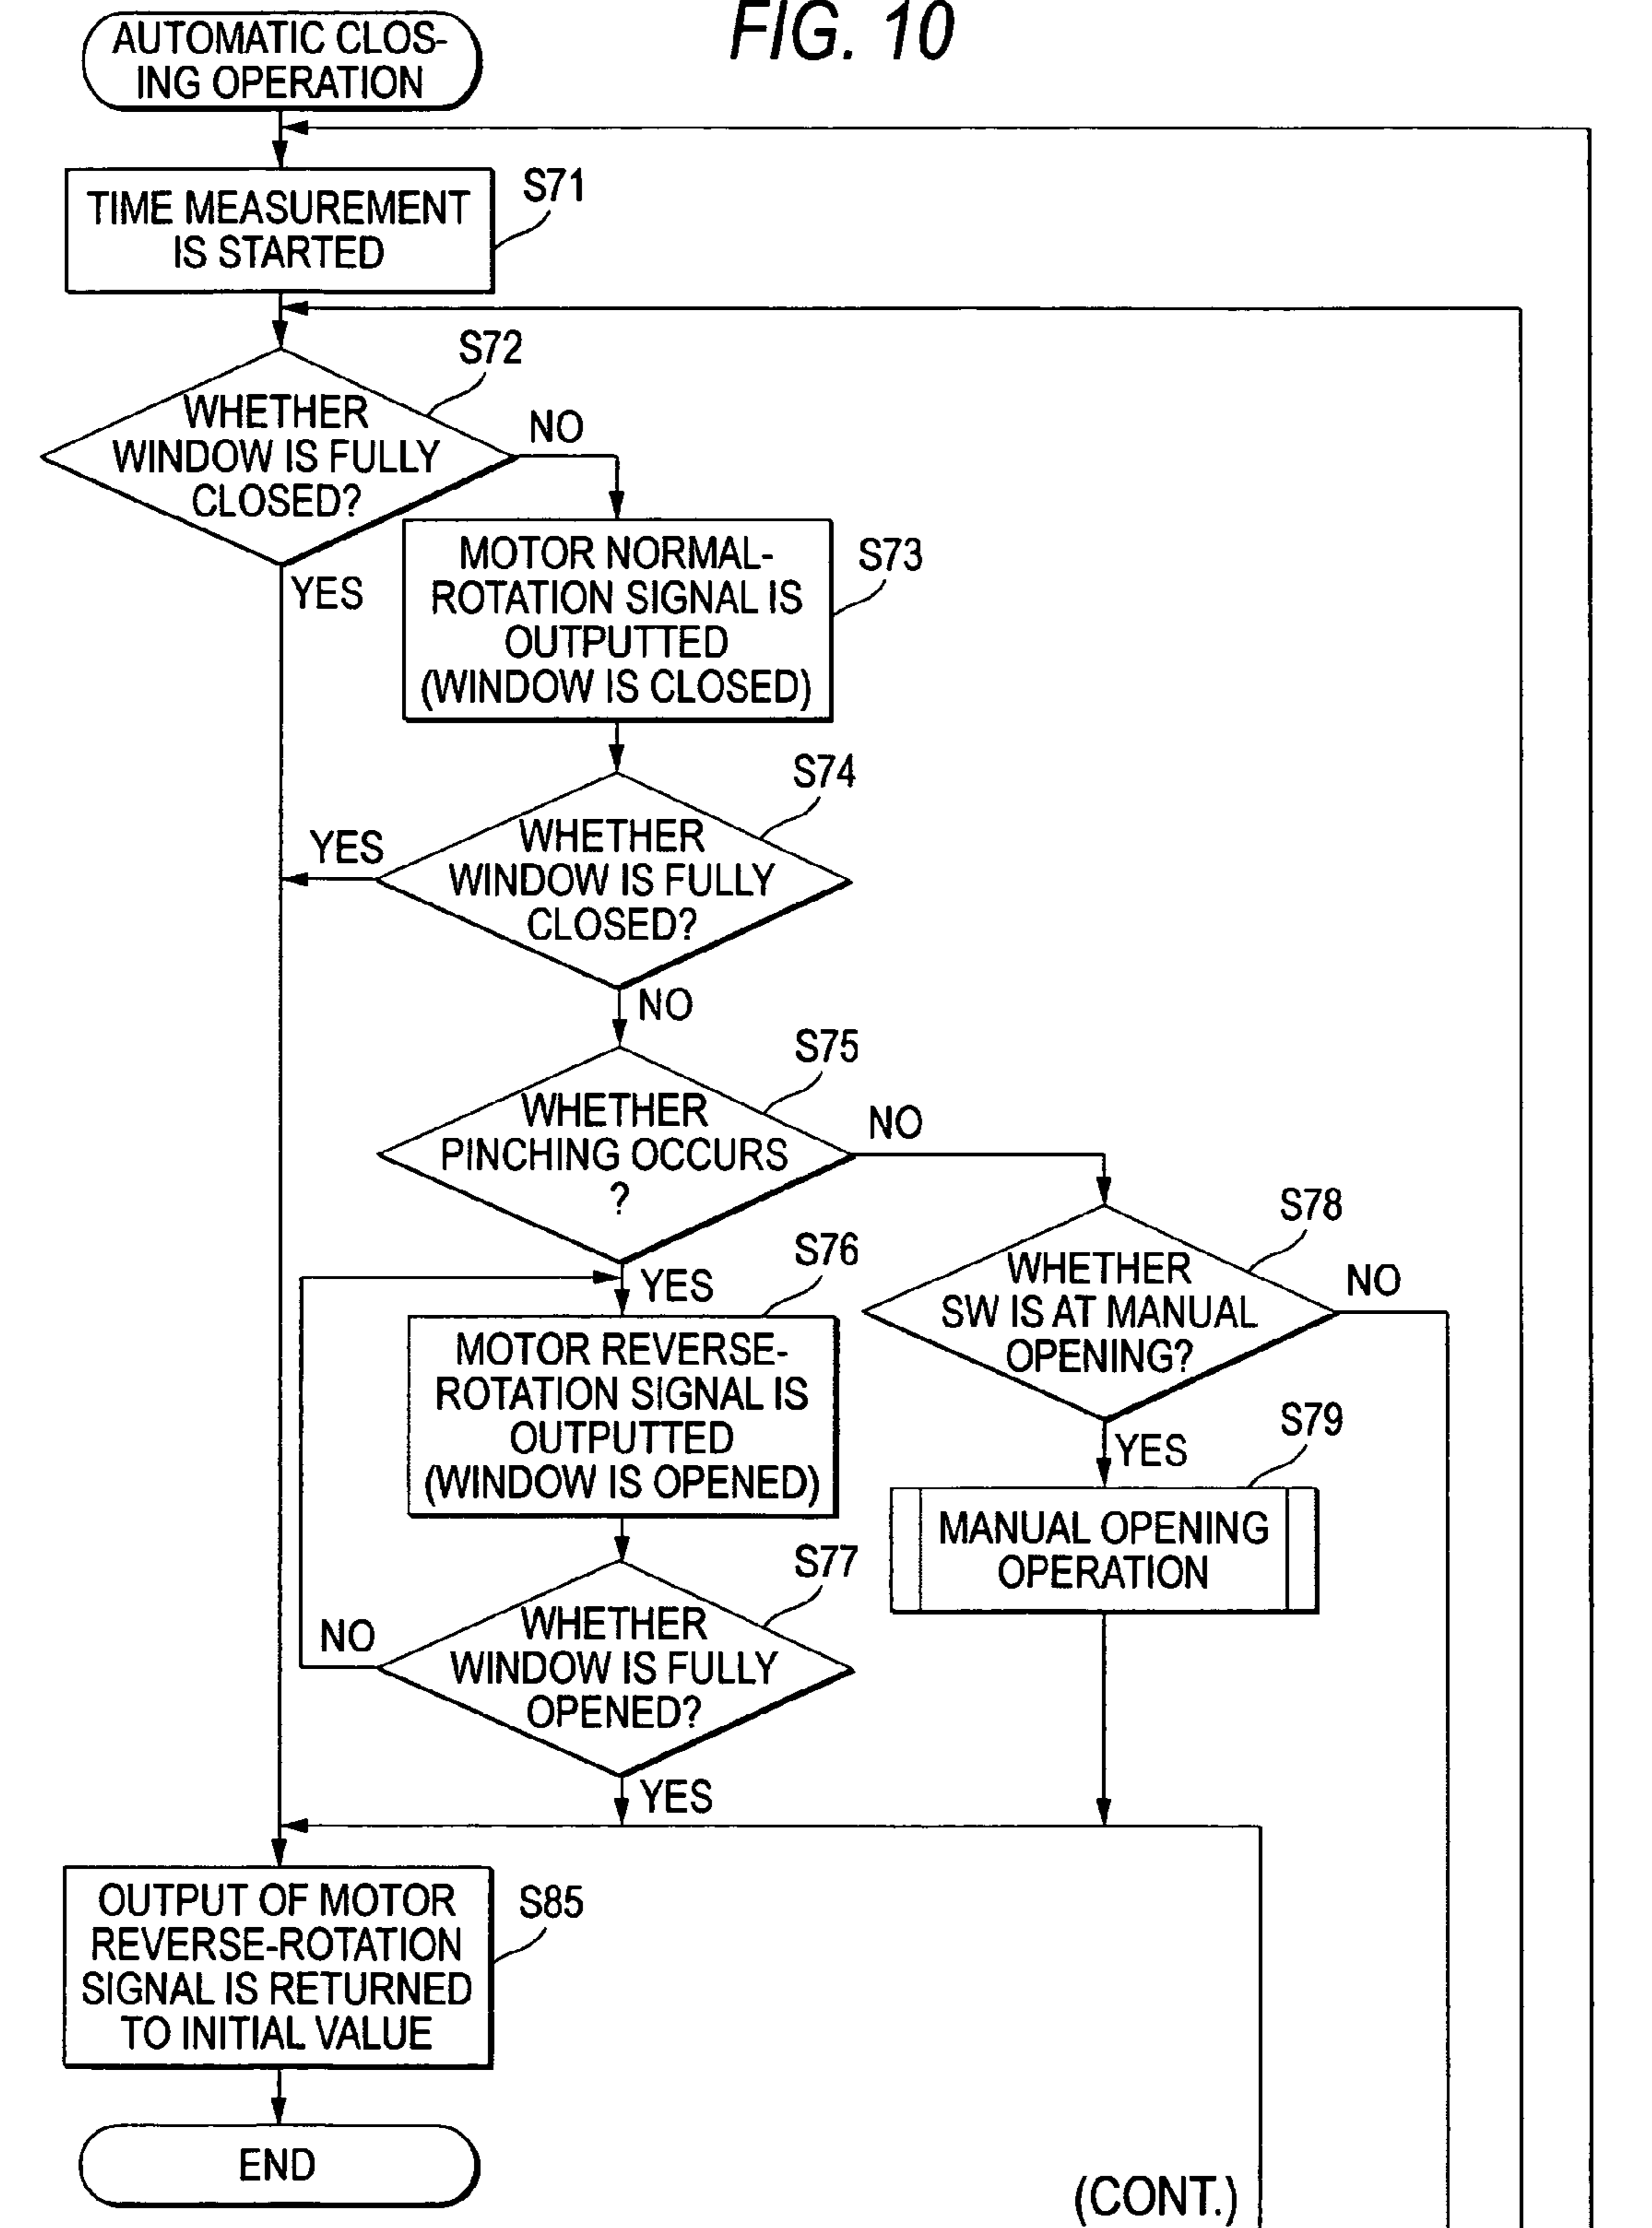 FIG. 10
AUTOMATIC CLOS-
ING OPERATION
TIME MEASUREMENT
IS STARTED
S71
S72
WHETHER
WINDOW IS FULLY
CLOSED?
NO
YES
MOTOR NORMAL-
ROTATION SIGNAL IS
OUTPUTTED
(WINDOW IS CLOSED)
S73
S74
WHETHER
WINDOW IS FULLY
CLOSED?
YES
NO
S75
WHETHER
PINCHING OCCURS
?
NO
YES
S76
MOTOR REVERSE-
ROTATION SIGNAL IS
OUTPUTTED
(WINDOW IS OPENED)
S77
WHETHER
WINDOW IS FULLY
OPENED?
NO
YES
S78
WHETHER
SW IS AT MANUAL
OPENING?
NO
YES
S79
MANUAL OPENING
OPERATION
OUTPUT OF MOTOR
REVERSE-ROTATION
SIGNAL IS RETURNED
TO INITIAL VALUE
S85
END
(CONT.)